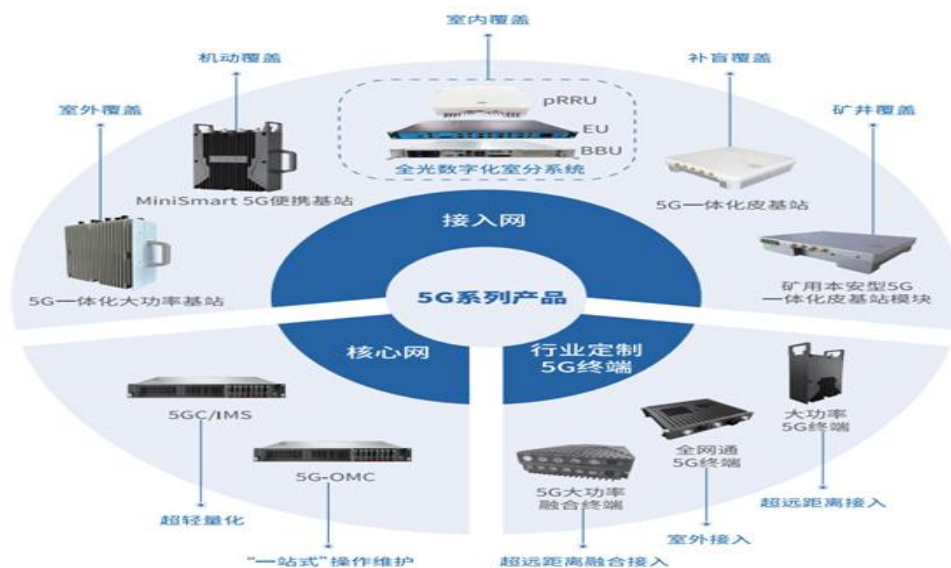 室内覆盖
机动覆盖
补盲覆盖
室外覆盖
矿井覆盖
pRRU
EU
BBU
全光数字化室分系统
MiniSmart 5G便携基站
5G一体化皮基站
5G一体化大功率基站
矿用本安型5G
一体化皮基站模块
接入网
5G系列产品
核心网
行业定制
5G终端
5GC/IMS
5G-OMC
大功率
5G终端
全网通
5G终端
5G大功率
融合终端
超轻量化
“一站式”操作维护
超远距离融合接入
室外接入
超远距离接入